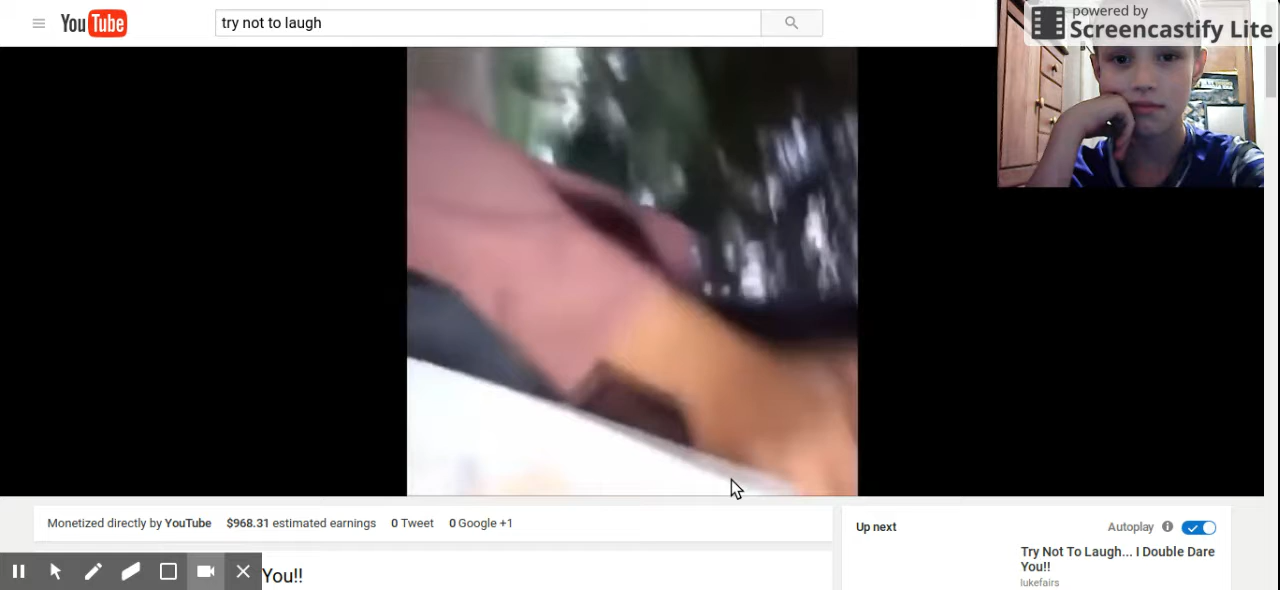 YouTube
try not to laugh
powered by
Screencastify Lite
Monetized directly by YouTube $968.31 estimated earnings 0 Tweet 0 Google +1
Up next
Autoplay
Try Not To Laugh... I Double Dare
You!!
lukefairs
You!!